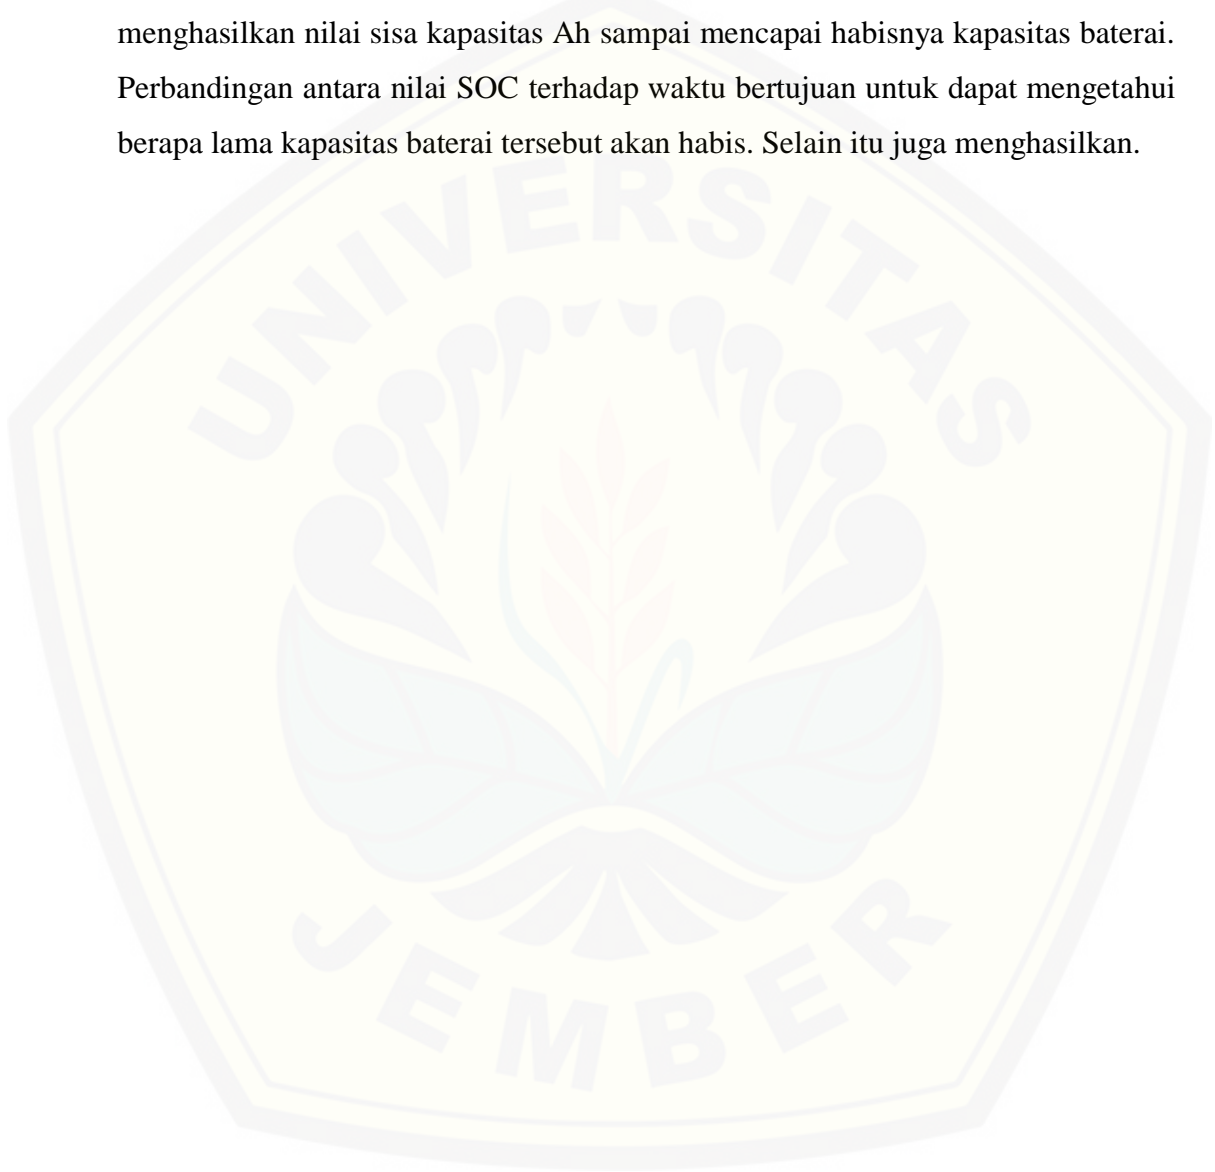 menghasilkan nilai sisa kapasitas Ah sampai mencapai habisnya kapasitas baterai.
Perbandingan antara nilai SOC terhadap waktu bertujuan untuk dapat mengetahui
berapa lama kapasitas baterai tersebut akan habis. Selain itu juga menghasilkan.
UNIVERSITAS
JEMBER